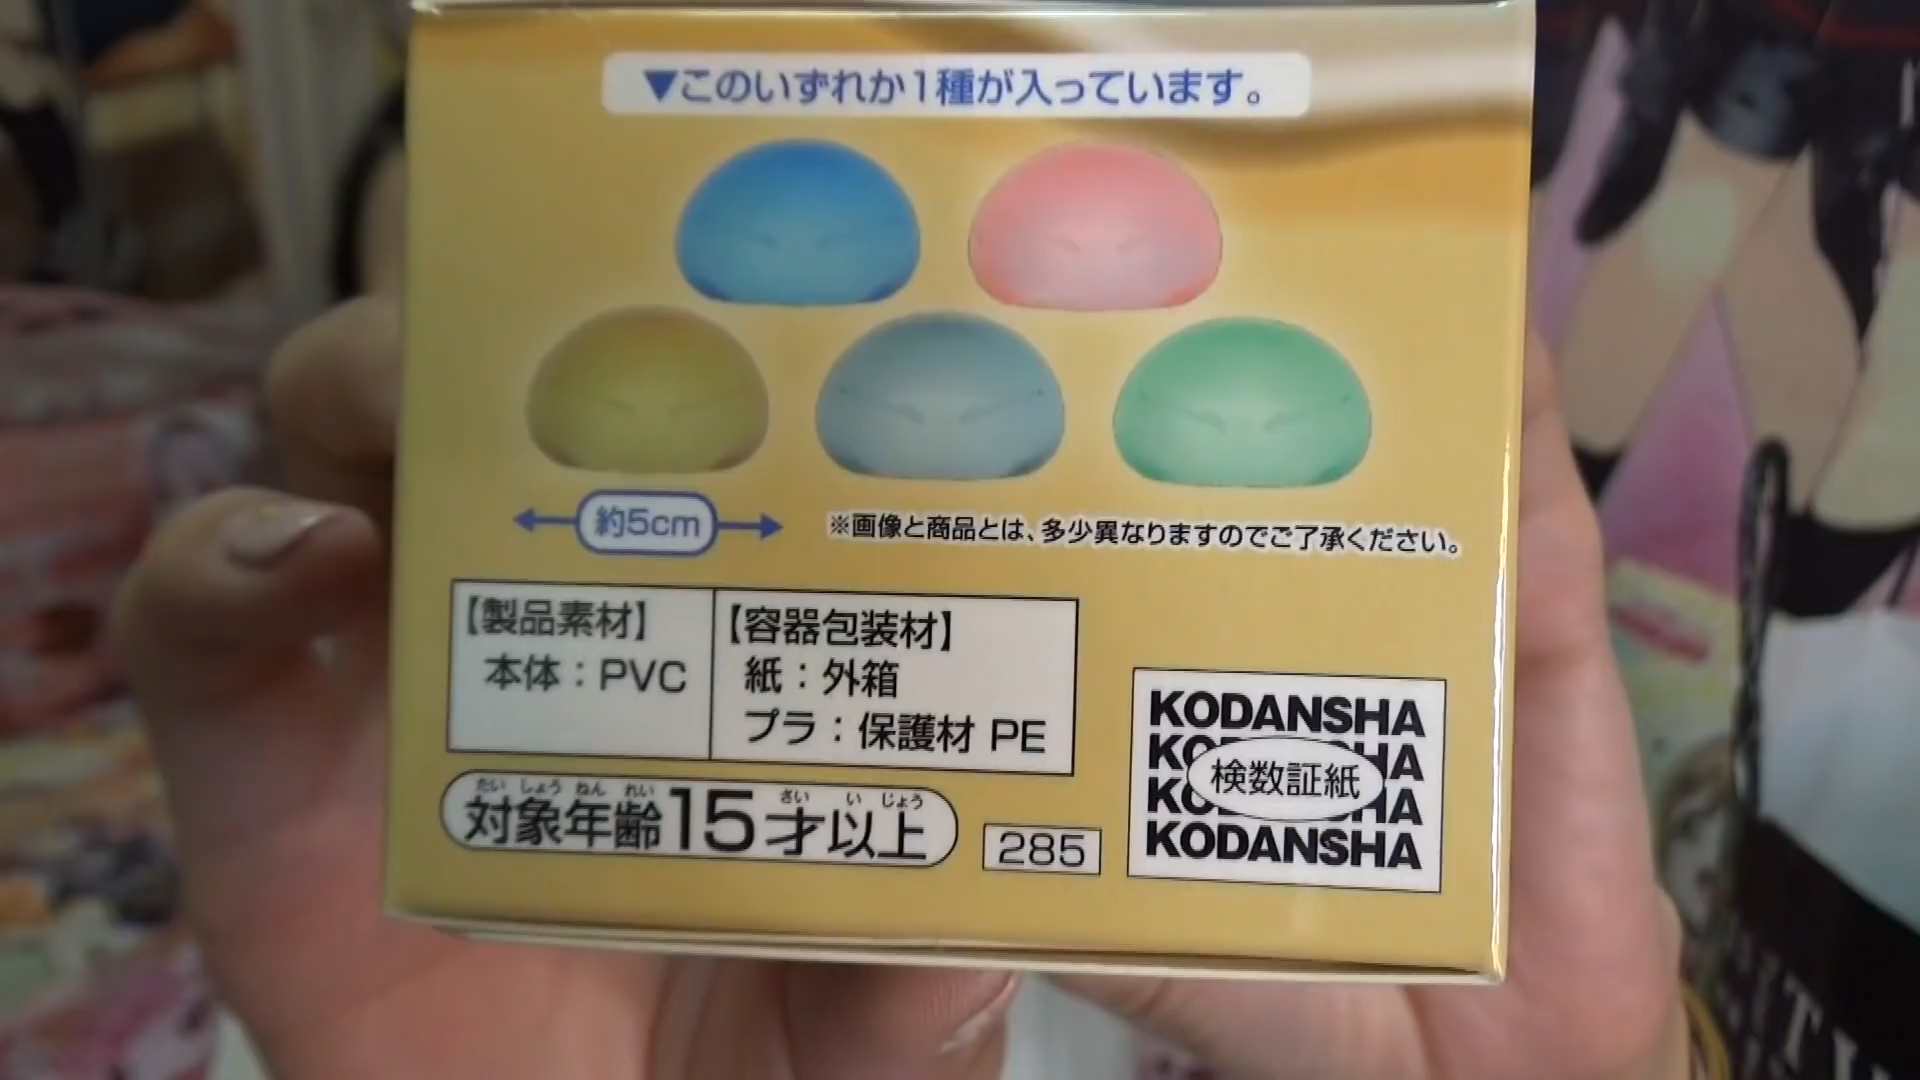 ▼このいずれか1種が入っています。
約5cm
※画像と商品とは、多少異なりますのでご了承ください。
【製品素材】
本体：PVC
【容器包装材】
紙：外箱
プラ：保護材 PE
たい しょう ねん れい さい い じょう
対象年齢15才以上
285
KODANSHA
検数証紙
KODANSHA